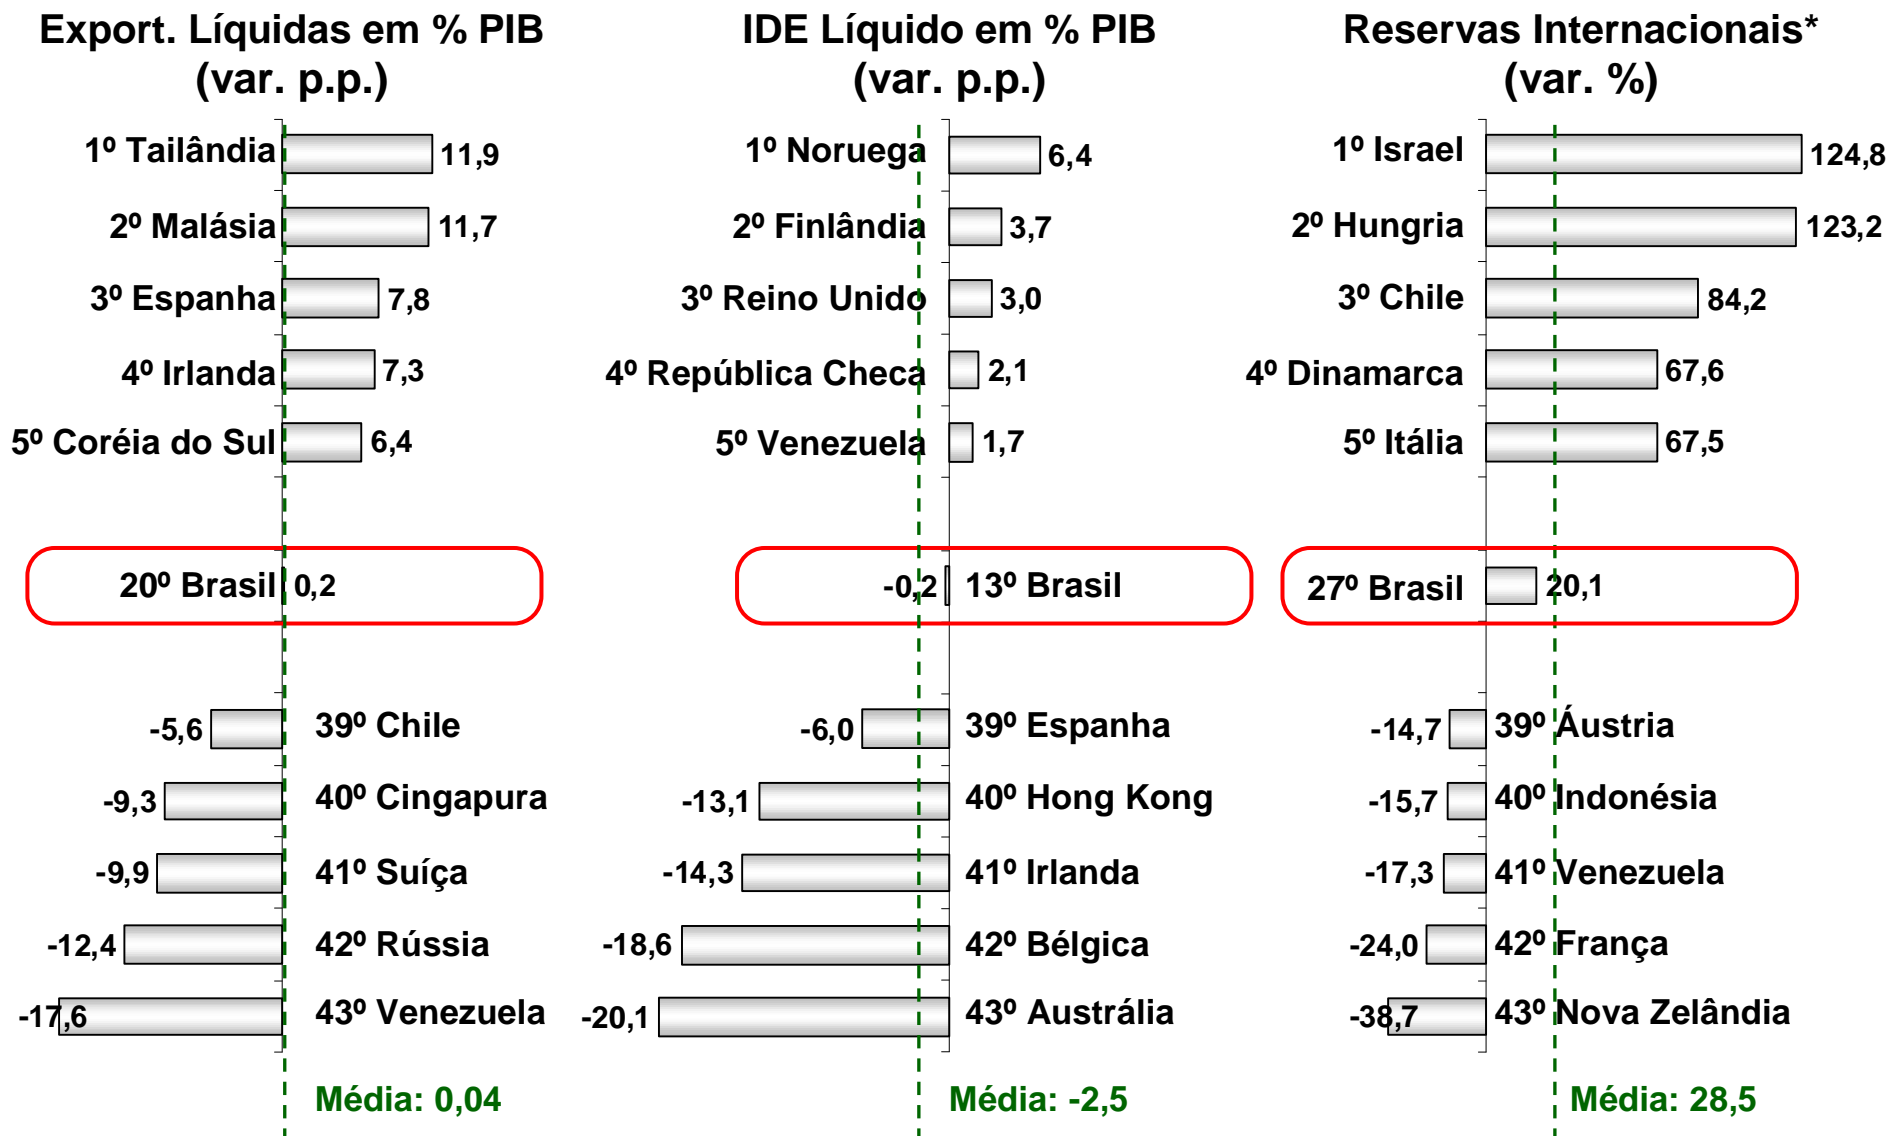 Export. Líquidas em % PIB
(var. p.p.)
1º Tailândia 11,9
2º Malásia 11,7
3º Espanha 7,8
4º Irlanda 7,3
5º Coréia do Sul 6,4
20º Brasil 0,2
-5,6 39º Chile
-9,3 40º Cingapura
-9,9 41º Suíça
-12,4 42º Rússia
-17,6 43º Venezuela
Média: 0,04
IDE Líquido em % PIB
(var. p.p.)
1º Noruega 6,4
2º Finlândia 3,7
3º Reino Unido 3,0
4º República Checa 2,1
5º Venezuela 1,7
-0,2 13º Brasil
-6,0 39º Espanha
-13,1 40º Hong Kong
-14,3 41º Irlanda
-18,6 42º Bélgica
-20,1 43º Austrália
Média: -2,5
Reservas Internacionais*
(var. %)
1º Israel 124,8
2º Hungria 123,2
3º Chile 84,2
4º Dinamarca 67,6
5º Itália 67,5
27º Brasil 20,1
-14,7 39º Áustria
-15,7 40º Indonésia
-17,3 41º Venezuela
-24,0 42º França
-38,7 43º Nova Zelândia
Média: 28,5